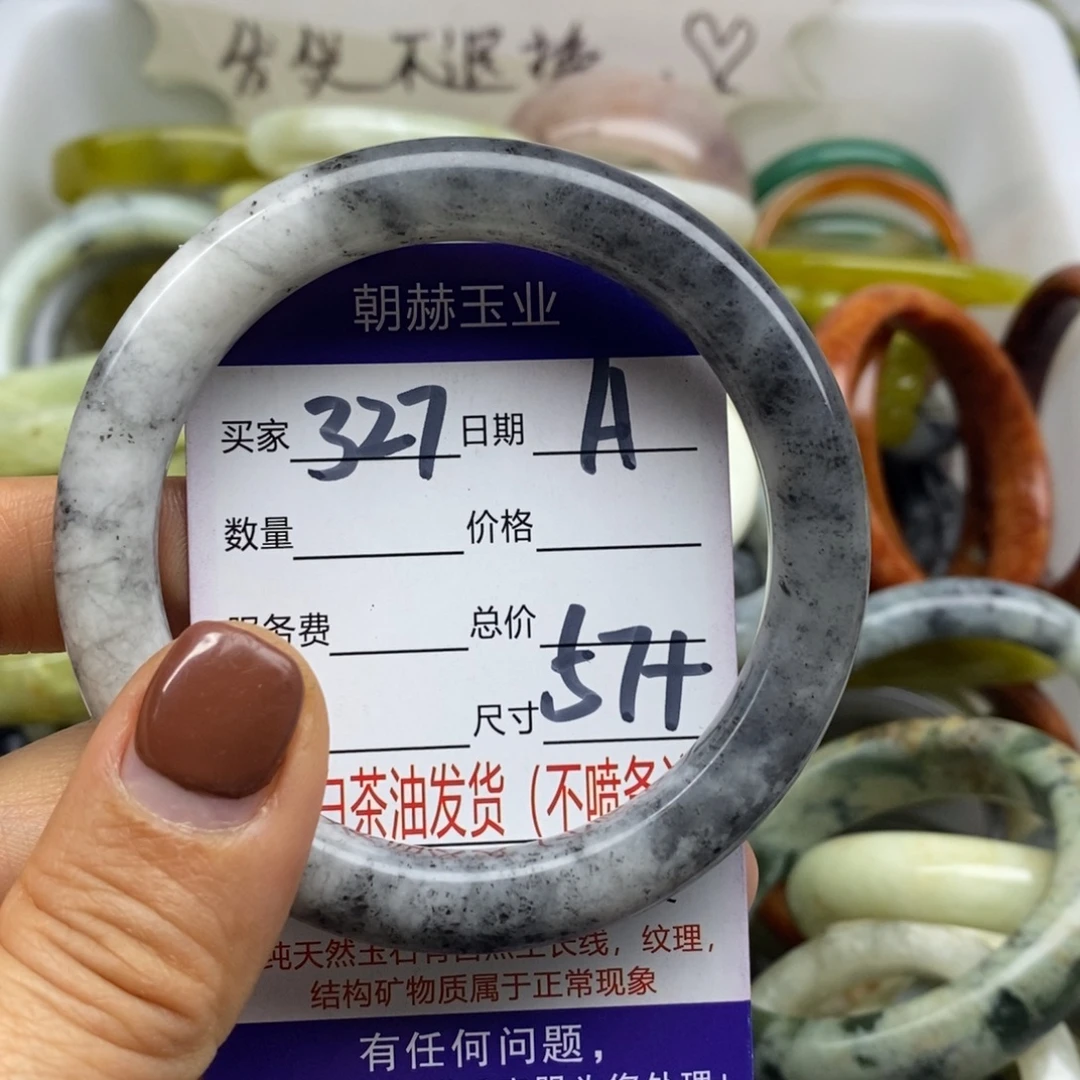 不退换
朝赫玉业
买家 327 日期 A
数量 价格
服务费 总价
尺寸 57+
白茶油发货（不喷
纯天然玉石有自然生长线，纹理，
结构矿物质属于正常现象
有任何问题，